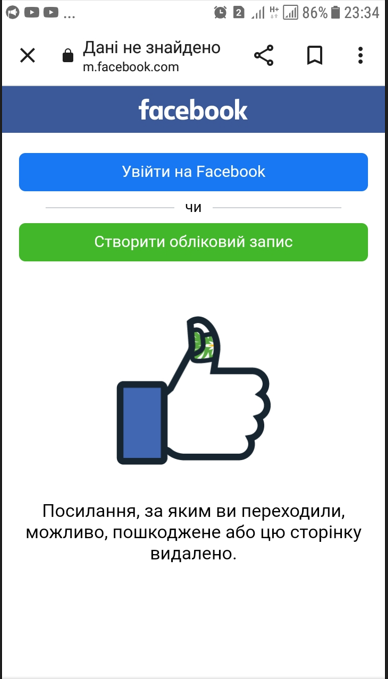 ... 2 H+ 86% 23:34
Дані не знайдено
m.facebook.com
facebook
Увійти на Facebook
чи
Створити обліковий запис
Посилання, за яким ви переходили,
можливо, пошкоджене або цю сторінку
видалено.